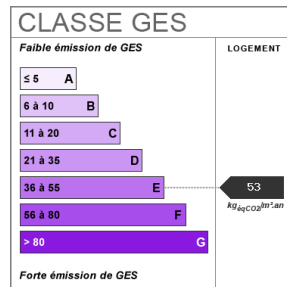 CLASSE GES
Faible émission de GES
LOGEMENT
≤ 5 A
6 à 10 B
11 à 20 C
21 à 35 D
36 à 55 E
53
kgéqCO2/m².an
56 à 80 F
> 80 G
Forte émission de GES